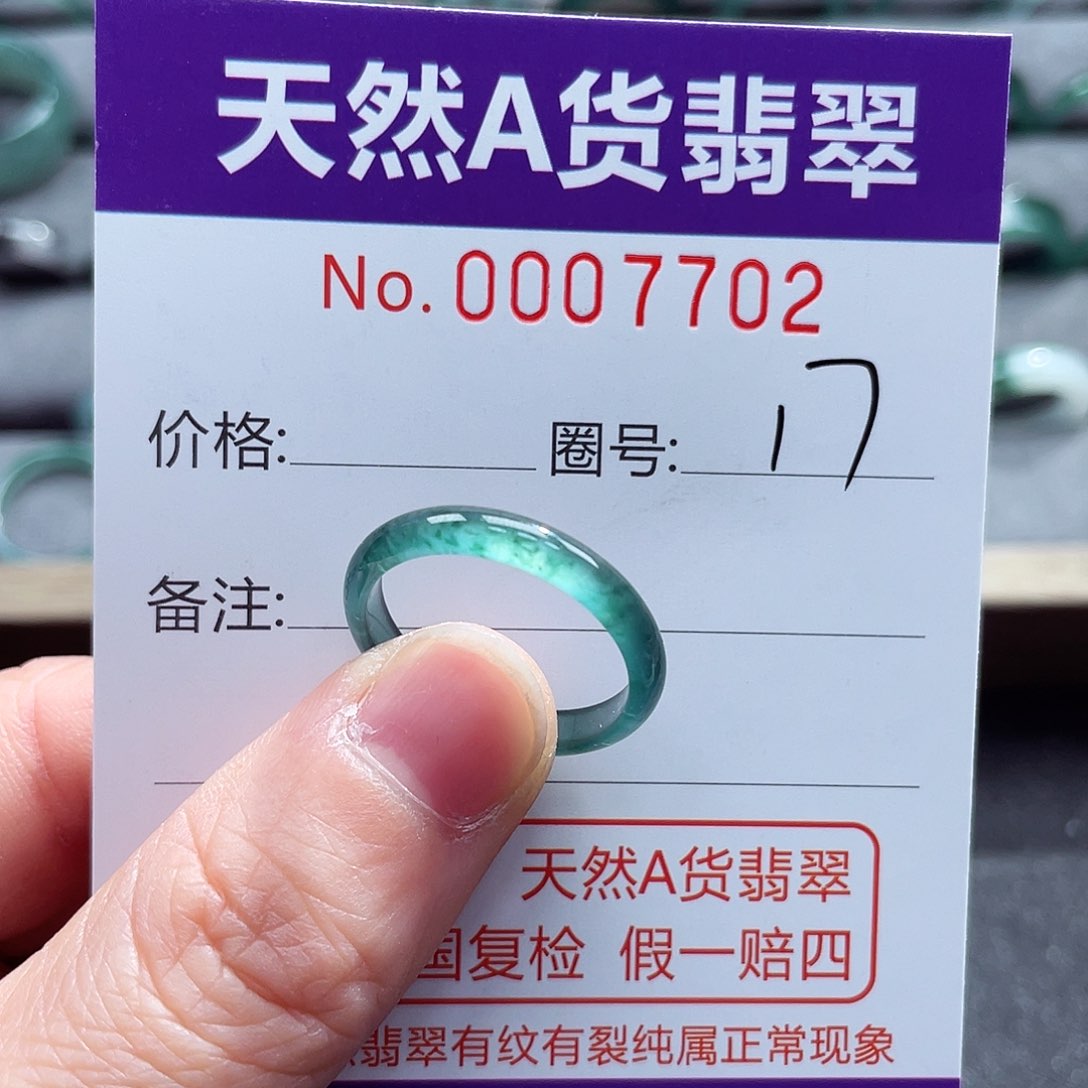 天然A货翡翠
No. 0007702
价格: 圈号: 17
备注:
天然A货翡翠
国复检 假一赔四
翡翠有纹有裂纯属正常现象